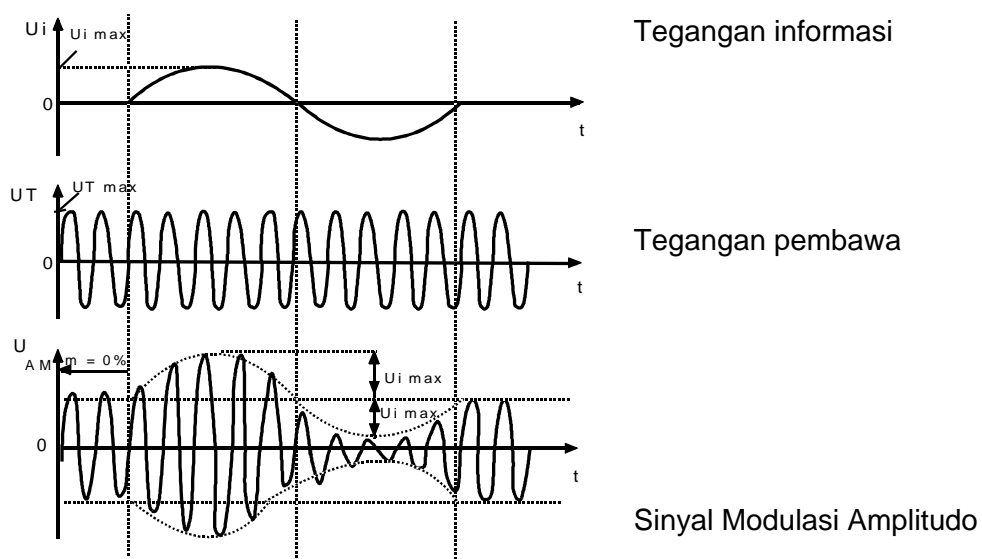 Ui
Ui max
Tegangan informasi
0
t
UT
UT max
Tegangan pembawa
0
t
U
AM
m = 0%
Ui max
Ui max
0
t
Sinyal Modulasi Amplitudo